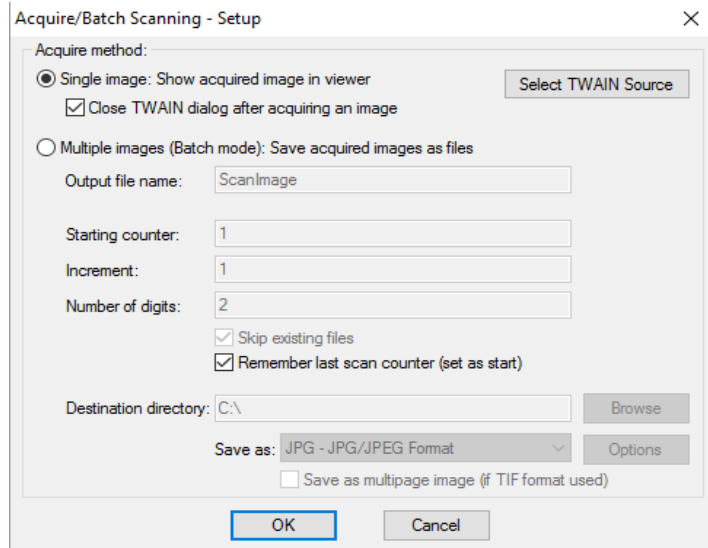 Acquire/Batch Scanning - Setup
Acquire method:
Single image: Show acquired image in viewer
Select TWAIN Source
Close TWAIN dialog after acquiring an image
Multiple images (Batch mode): Save acquired images as files
Output file name: ScanImage
Starting counter: 1
Increment: 1
Number of digits: 2
Skip existing files
Remember last scan counter (set as start)
Destination directory: C:\ Browse
Save as: JPG - JPG/JPEG Format Options
Save as multipage image (if TIF format used)
OK Cancel